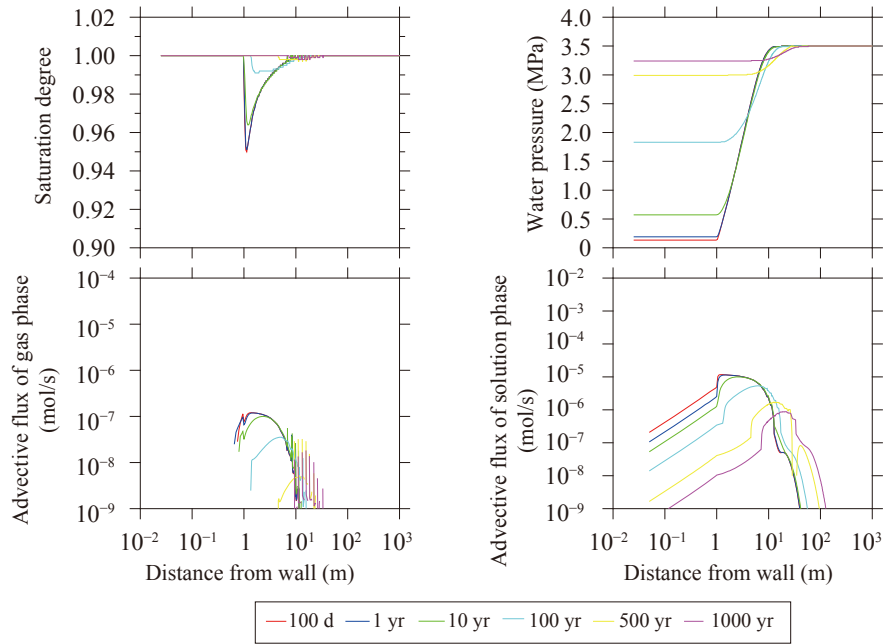 1.02
1.00
0.98
0.96
0.94
0.92
0.90
Saturation degree
4.0
3.5
3.0
2.5
2.0
1.5
1.0
0.5
0
Water pressure (MPa)
10⁻⁴
10⁻⁵
10⁻⁶
10⁻⁷
10⁻⁸
10⁻⁹
Advective flux of gas phase
(mol/s)
10⁻² 10⁻¹ 1 10¹ 10² 10³
Distance from wall (m)
10⁻²
10⁻³
10⁻⁴
10⁻⁵
10⁻⁶
10⁻⁷
10⁻⁸
10⁻⁹
Advective flux of solution phase
(mol/s)
10⁻² 10⁻¹ 1 10¹ 10² 10³
Distance from wall (m)
100 d 1 yr 10 yr 100 yr 500 yr 1000 yr